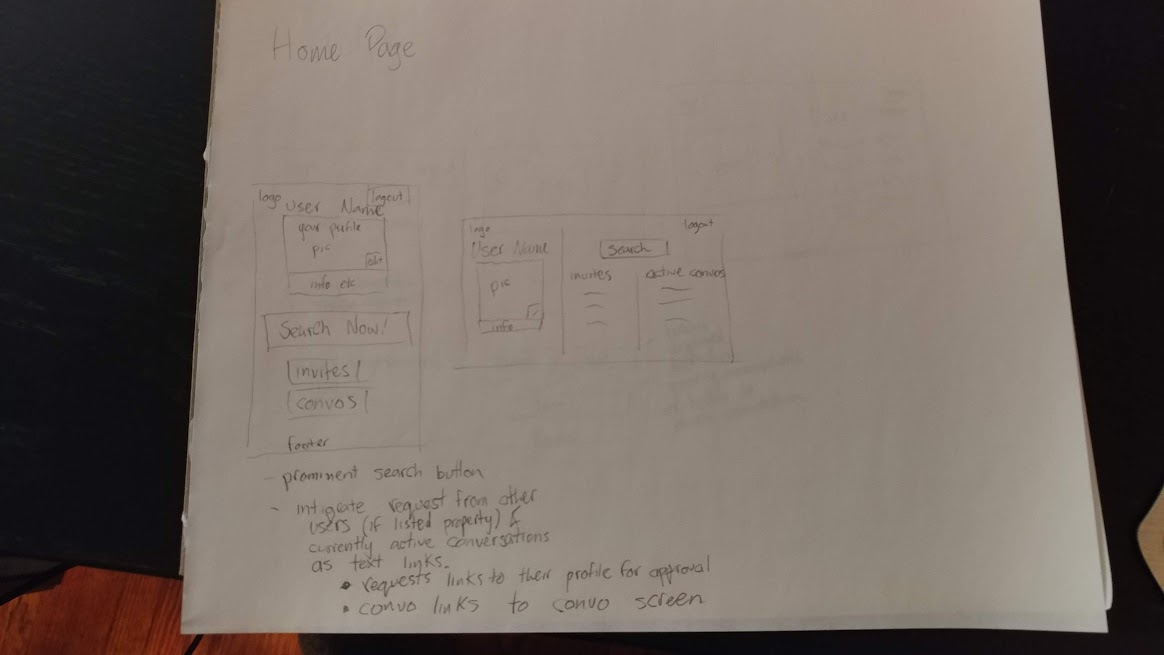 Home Page
logo
logout
User Name
your profile
pic
edit
info etc
Search Now!
invites
convos
footer
logo
logout
User Name
search
pic
info
invites
active convos
- prominent search button
- intigrate request from other
users (if listed property) &
currently active conversations
as text links.
• requests links to their profile for approval
• convo links to convo screen